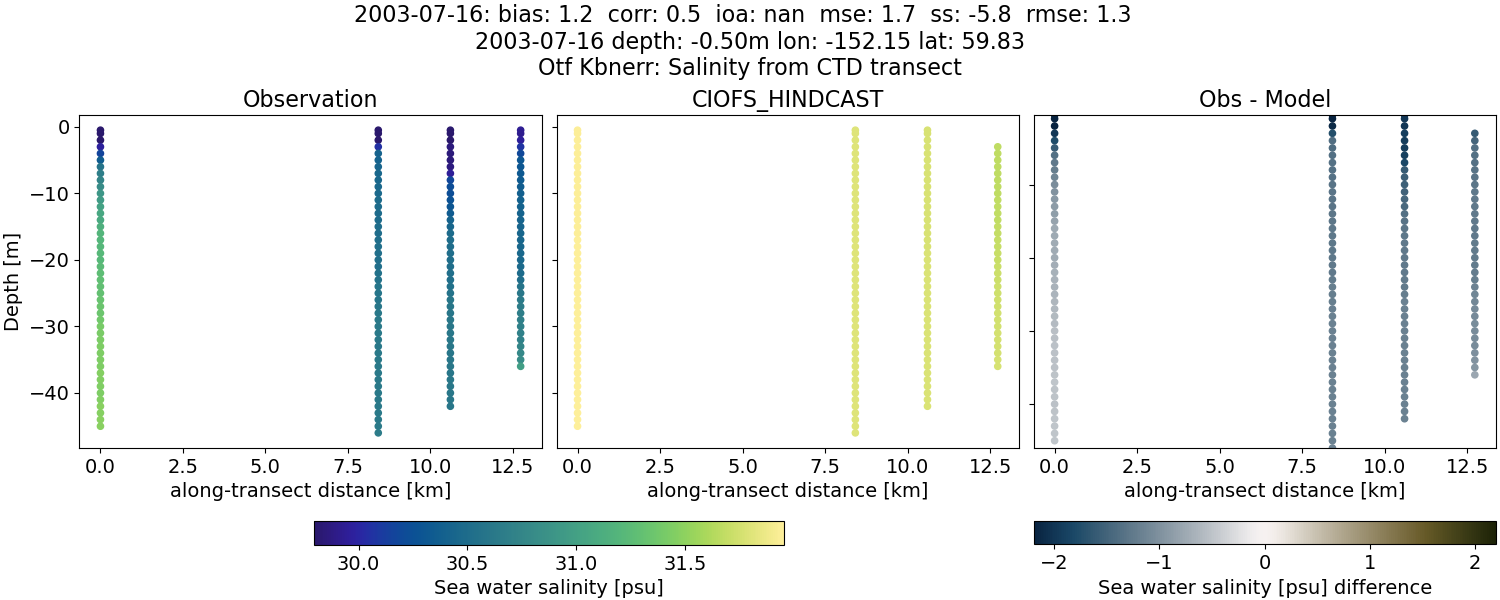 2003-07-16: bias: 1.2  corr: 0.5  ioa: nan  mse: 1.7  ss: -5.8  rmse: 1.3
2003-07-16 depth: -0.50m lon: -152.15 lat: 59.83
Otf Kbnerr: Salinity from CTD transect
Observation
CIOFS_HINDCAST
Obs - Model
Depth [m]
0
−10
−20
−30
−40
0.0 2.5 5.0 7.5 10.0 12.5
0.0 2.5 5.0 7.5 10.0 12.5
0.0 2.5 5.0 7.5 10.0 12.5
along-transect distance [km]
along-transect distance [km]
along-transect distance [km]
30.0 30.5 31.0 31.5
Sea water salinity [psu]
−2 −1 0 1 2
Sea water salinity [psu] difference